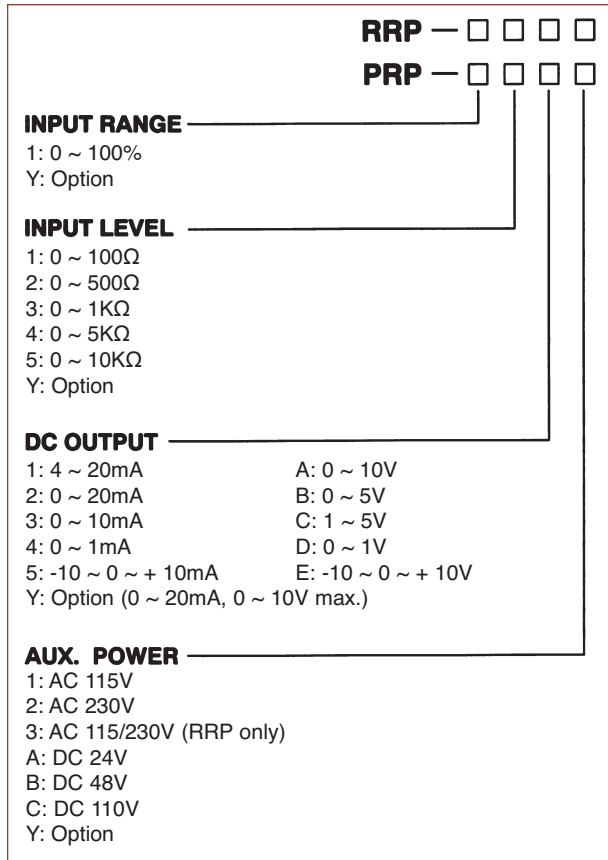 RRP — □ □ □ □
PRP — □ □ □ □
INPUT RANGE
1: 0 ~ 100%
Y: Option
INPUT LEVEL
1: 0 ~ 100Ω
2: 0 ~ 500Ω
3: 0 ~ 1KΩ
4: 0 ~ 5KΩ
5: 0 ~ 10KΩ
Y: Option
DC OUTPUT
1: 4 ~ 20mA A: 0 ~ 10V
2: 0 ~ 20mA B: 0 ~ 5V
3: 0 ~ 10mA C: 1 ~ 5V
4: 0 ~ 1mA D: 0 ~ 1V
5: -10 ~ 0 ~ + 10mA E: -10 ~ 0 ~ + 10V
Y: Option (0 ~ 20mA, 0 ~ 10V max.)
AUX. POWER
1: AC 115V
2: AC 230V
3: AC 115/230V (RRP only)
A: DC 24V
B: DC 48V
C: DC 110V
Y: Option